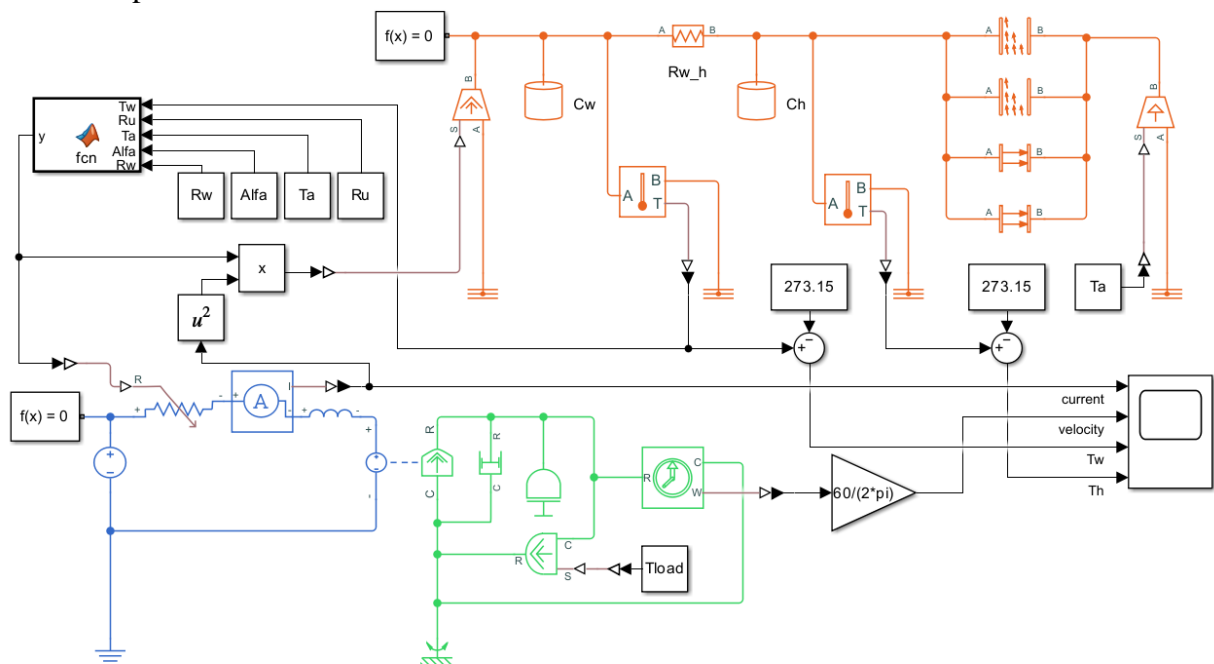 f(x) = 0
A
B
Rw_h
Cw
Ch
A
B
A
B
A
B
A
B
B
S
A
B
S
A
y
fcn
Tw
Ru
Ta
Alfa
Rw
Rw
Alfa
Ta
Ru
A
B
T
A
B
T
x
u²
273.15
273.15
Ta
+
−
+
−
R
f(x) = 0
+
-
+
A
I
-
+
-
+
-
+
-
+
-
R
C
R
C
R
C
W
R
C
S
Tload
60/(2*pi)
current
velocity
Tw
Th